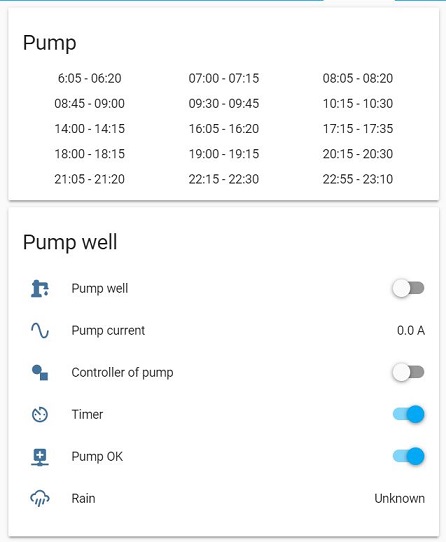 Pump
6:05 - 06:20 07:00 - 07:15 08:05 - 08:20
08:45 - 09:00 09:30 - 09:45 10:15 - 10:30
14:00 - 14:15 16:05 - 16:20 17:15 - 17:35
18:00 - 18:15 19:00 - 19:15 20:15 - 20:30
21:05 - 21:20 22:15 - 22:30 22:55 - 23:10
Pump well
Pump well
Pump current 0.0 A
Controller of pump
Timer
Pump OK
Rain Unknown